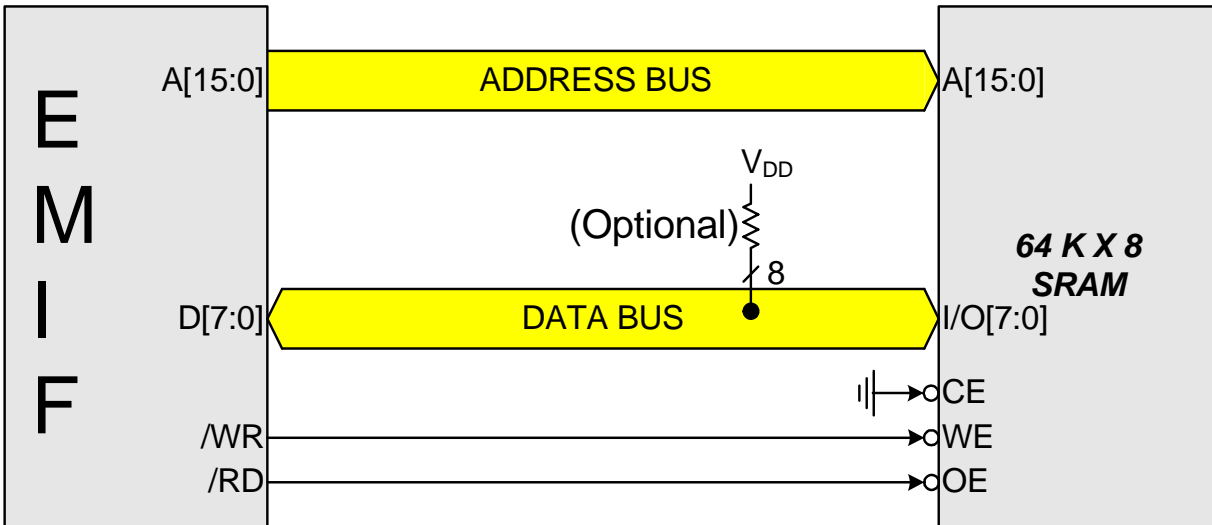 EMIF
A[15:0]
ADDRESS BUS
A[15:0]
VDD
(Optional)
8
64 K X 8
SRAM
D[7:0]
DATA BUS
I/O[7:0]
CE
/WR
WE
/RD
OE